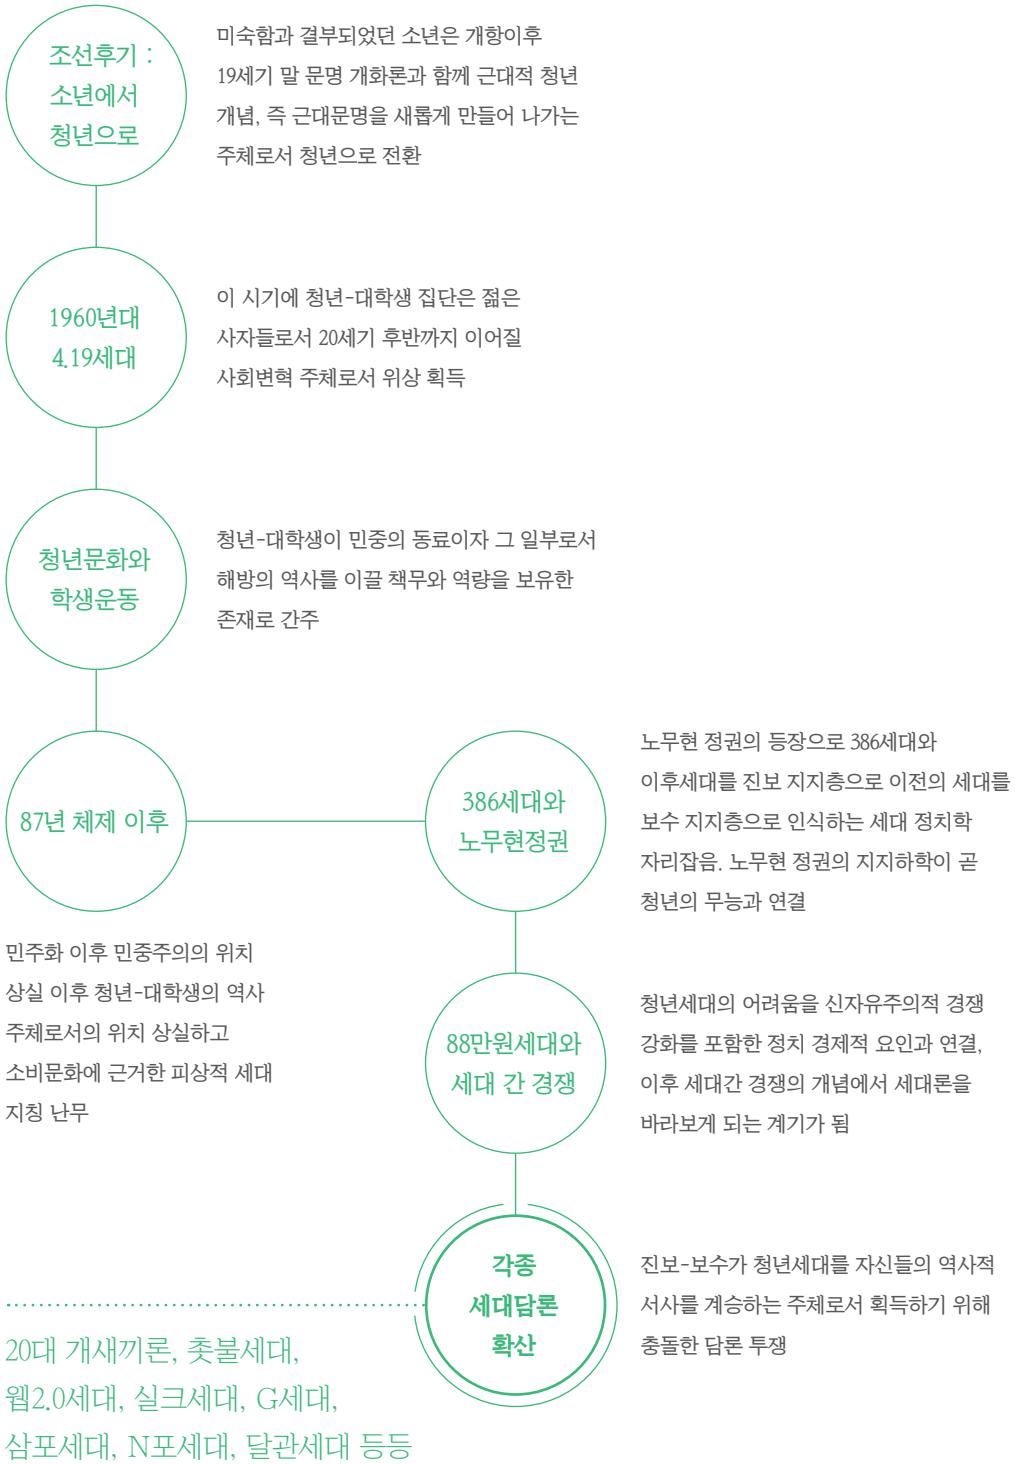 조선후기 :
소년에서
청년으로
미숙함과 결부되었던 소년은 개항이후
19세기 말 문명 개화론과 함께 근대적 청년
개념, 즉 근대문명을 새롭게 만들어 나가는
주체로서 청년으로 전환
1960년대
4.19세대
이 시기에 청년-대학생 집단은 젊은
사자들로서 20세기 후반까지 이어질
사회변혁 주체로서 위상 획득
청년문화와
학생운동
청년-대학생이 민중의 동료이자 그 일부로서
해방의 역사를 이끌 책무와 역량을 보유한
존재로 간주
87년 체제 이후
민주화 이후 민중주의의 위치
상실 이후 청년-대학생의 역사
주체로서의 위치 상실하고
소비문화에 근거한 피상적 세대
지칭 난무
386세대와
노무현정권
노무현 정권의 등장으로 386세대와
이후세대를 진보 지지층으로 이전의 세대를
보수 지지층으로 인식하는 세대 정치학
자리잡음. 노무현 정권의 지지하학이 곧
청년의 무능과 연결
88만원세대와
세대 간 경쟁
청년세대의 어려움을 신자유주의적 경쟁
강화를 포함한 정치 경제적 요인과 연결,
이후 세대간 경쟁의 개념에서 세대론을
바라보게 되는 계기가 됨
각종
세대담론
확산
진보-보수가 청년세대를 자신들의 역사적
서사를 계승하는 주체로서 획득하기 위해
충돌한 담론 투쟁
20대 개새끼론, 촛불세대,
웹2.0세대, 실크세대, G세대,
삼포세대, N포세대, 달관세대 등등